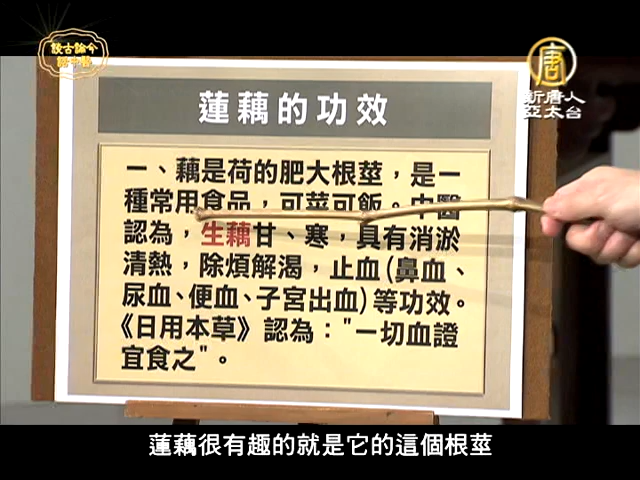 談古論今
話中醫
新唐人
亞太台
蓮藕的功效
一、藕是荷的肥大根莖，是一
種常用食品，可菜可飯。中醫
認為，生藕甘、寒，具有消淤
清熱，除煩解渴，止血(鼻血、
尿血、便血、子宮出血)等功效。
《日用本草》認為："一切血證
宜食之"。
蓮藕很有趣的就是它的這個根莖